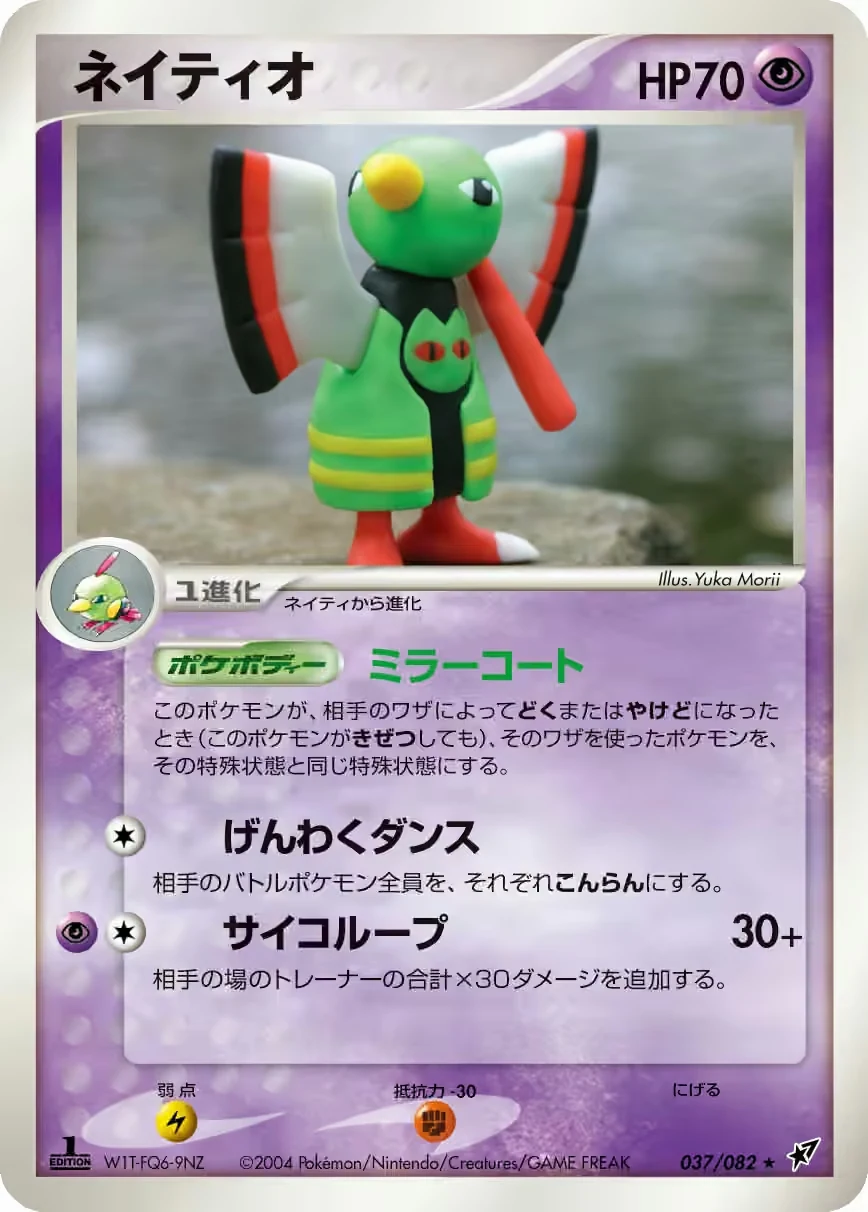 ネイティオ
HP70
Illus. Yuka Morii
1進化
ネイティから進化
ポケボディー ミラーコート
このポケモンが、相手のワザによってどくまたはやけどになった
とき（このポケモンがきぜつしても）、そのワザを使ったポケモンを、
その特殊状態と同じ特殊状態にする。
げんわくダンス
相手のバトルポケモン全員を、それぞれこんらんにする。
サイコループ 30+
相手の場のトレーナーの合計×30ダメージを追加する。
弱点 抵抗力 -30 にげる
1 EDITION W1T-FQ6-9NZ ©2004 Pokémon/Nintendo/Creatures/GAME FREAK 037/082 ★